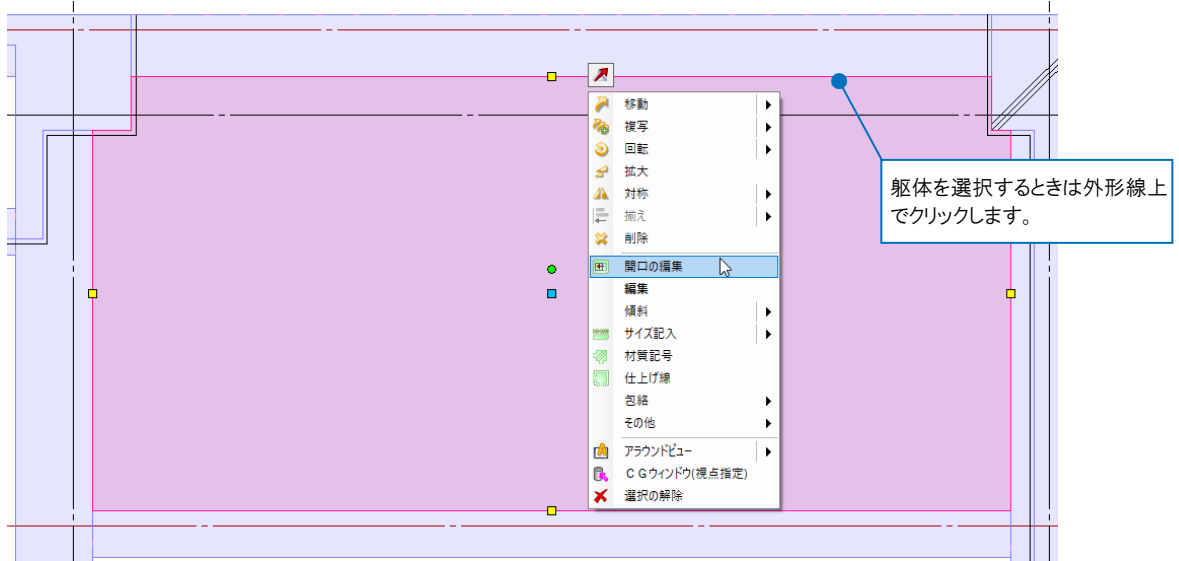 移動
複写
回転
拡大
対称
揃え
削除
開口の編集
編集
傾斜
サイズ記入
材質記号
仕上げ線
包絡
その他
アラウンドビュー
CGウィンドウ(視点指定)
選択の解除
躯体を選択するときは外形線上
でクリックします。